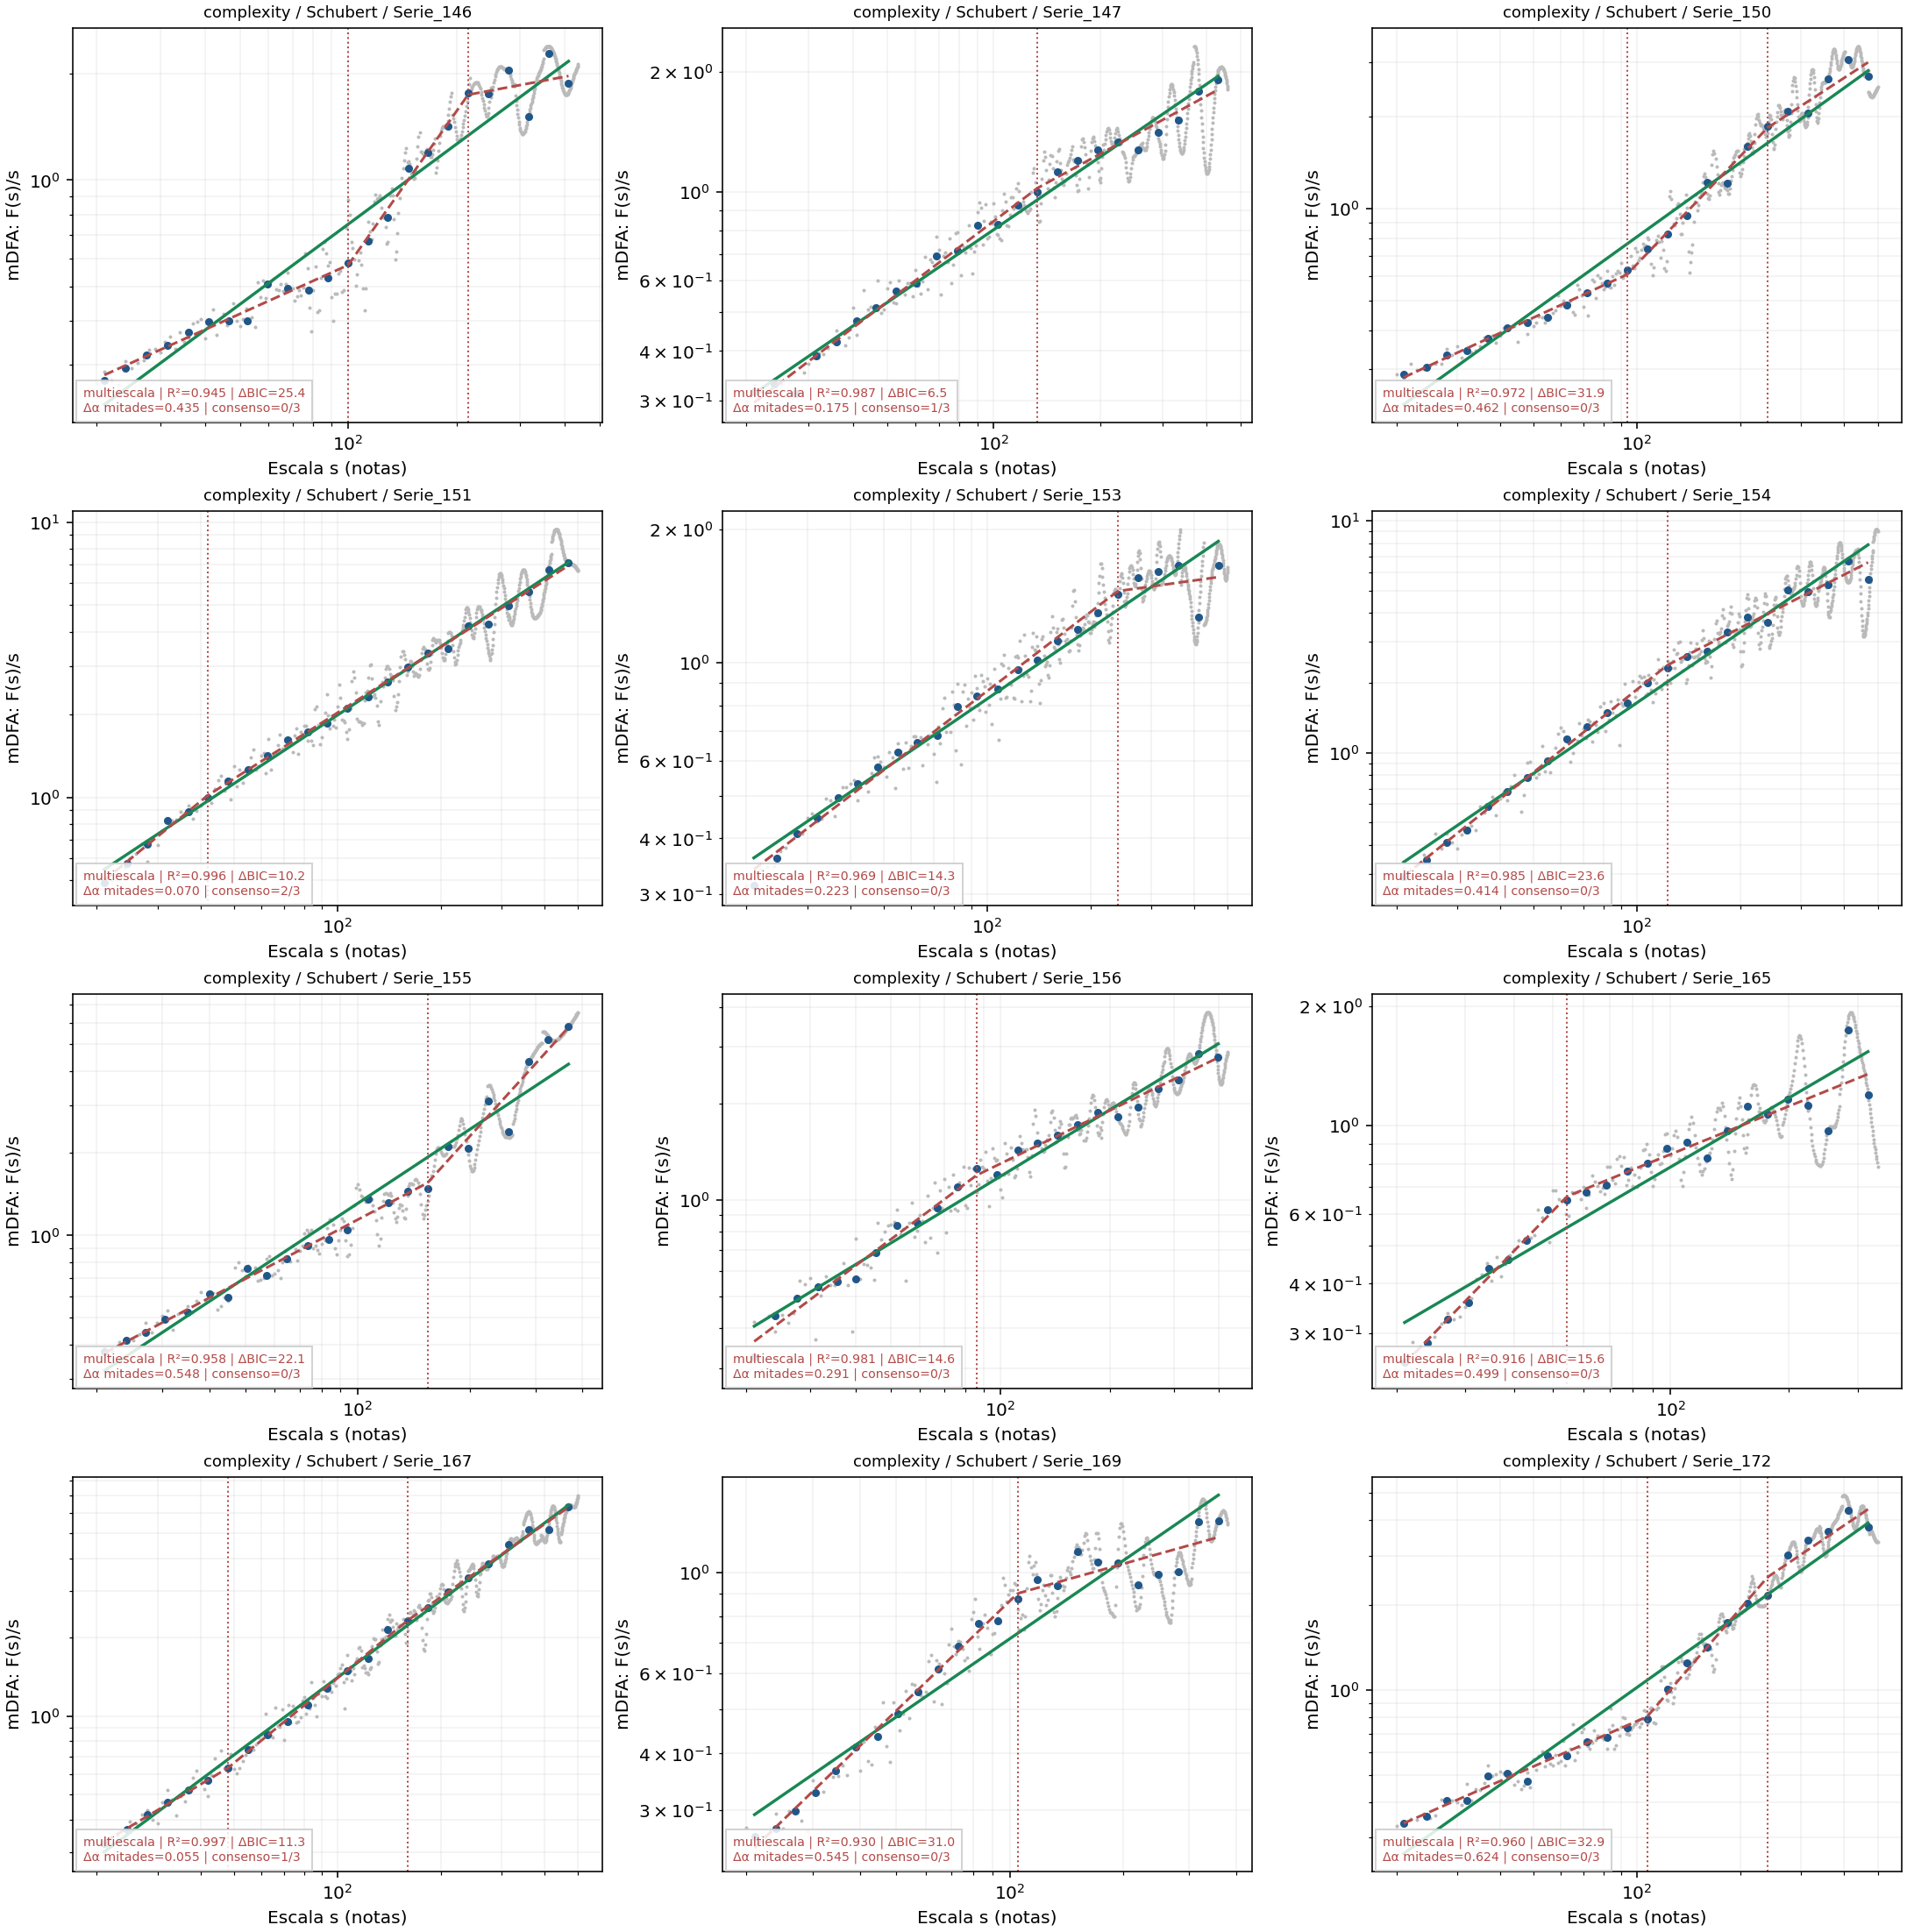 complexity / Schubert / Serie_146
mDFA: F(s)/s
10⁰
multiescala | R²=0.945 | ΔBIC=25.4
Δα mitades=0.435 | consenso=0/3
10²
Escala s (notas)
complexity / Schubert / Serie_147
mDFA: F(s)/s
2 × 10⁰
10⁰
6 × 10⁻¹
4 × 10⁻¹
3 × 10⁻¹
multiescala | R²=0.987 | ΔBIC=6.5
Δα mitades=0.175 | consenso=1/3
10²
Escala s (notas)
complexity / Schubert / Serie_150
mDFA: F(s)/s
10⁰
multiescala | R²=0.972 | ΔBIC=31.9
Δα mitades=0.462 | consenso=0/3
10²
Escala s (notas)
complexity / Schubert / Serie_151
mDFA: F(s)/s
10¹
10⁰
multiescala | R²=0.996 | ΔBIC=10.2
Δα mitades=0.070 | consenso=2/3
10²
Escala s (notas)
complexity / Schubert / Serie_153
mDFA: F(s)/s
2 × 10⁰
10⁰
6 × 10⁻¹
4 × 10⁻¹
3 × 10⁻¹
multiescala | R²=0.969 | ΔBIC=14.3
Δα mitades=0.223 | consenso=0/3
10²
Escala s (notas)
complexity / Schubert / Serie_154
mDFA: F(s)/s
10¹
10⁰
multiescala | R²=0.985 | ΔBIC=23.6
Δα mitades=0.414 | consenso=0/3
10²
Escala s (notas)
complexity / Schubert / Serie_155
mDFA: F(s)/s
10⁰
multiescala | R²=0.958 | ΔBIC=22.1
Δα mitades=0.548 | consenso=0/3
10²
Escala s (notas)
complexity / Schubert / Serie_156
mDFA: F(s)/s
10⁰
multiescala | R²=0.981 | ΔBIC=14.6
Δα mitades=0.291 | consenso=0/3
10²
Escala s (notas)
complexity / Schubert / Serie_165
mDFA: F(s)/s
2 × 10⁰
10⁰
6 × 10⁻¹
4 × 10⁻¹
3 × 10⁻¹
multiescala | R²=0.916 | ΔBIC=15.6
Δα mitades=0.499 | consenso=0/3
10²
Escala s (notas)
complexity / Schubert / Serie_167
mDFA: F(s)/s
10⁰
multiescala | R²=0.997 | ΔBIC=11.3
Δα mitades=0.055 | consenso=1/3
10²
Escala s (notas)
complexity / Schubert / Serie_169
mDFA: F(s)/s
10⁰
6 × 10⁻¹
4 × 10⁻¹
3 × 10⁻¹
multiescala | R²=0.930 | ΔBIC=31.0
Δα mitades=0.545 | consenso=0/3
10²
Escala s (notas)
complexity / Schubert / Serie_172
mDFA: F(s)/s
10⁰
multiescala | R²=0.960 | ΔBIC=32.9
Δα mitades=0.624 | consenso=0/3
10²
Escala s (notas)